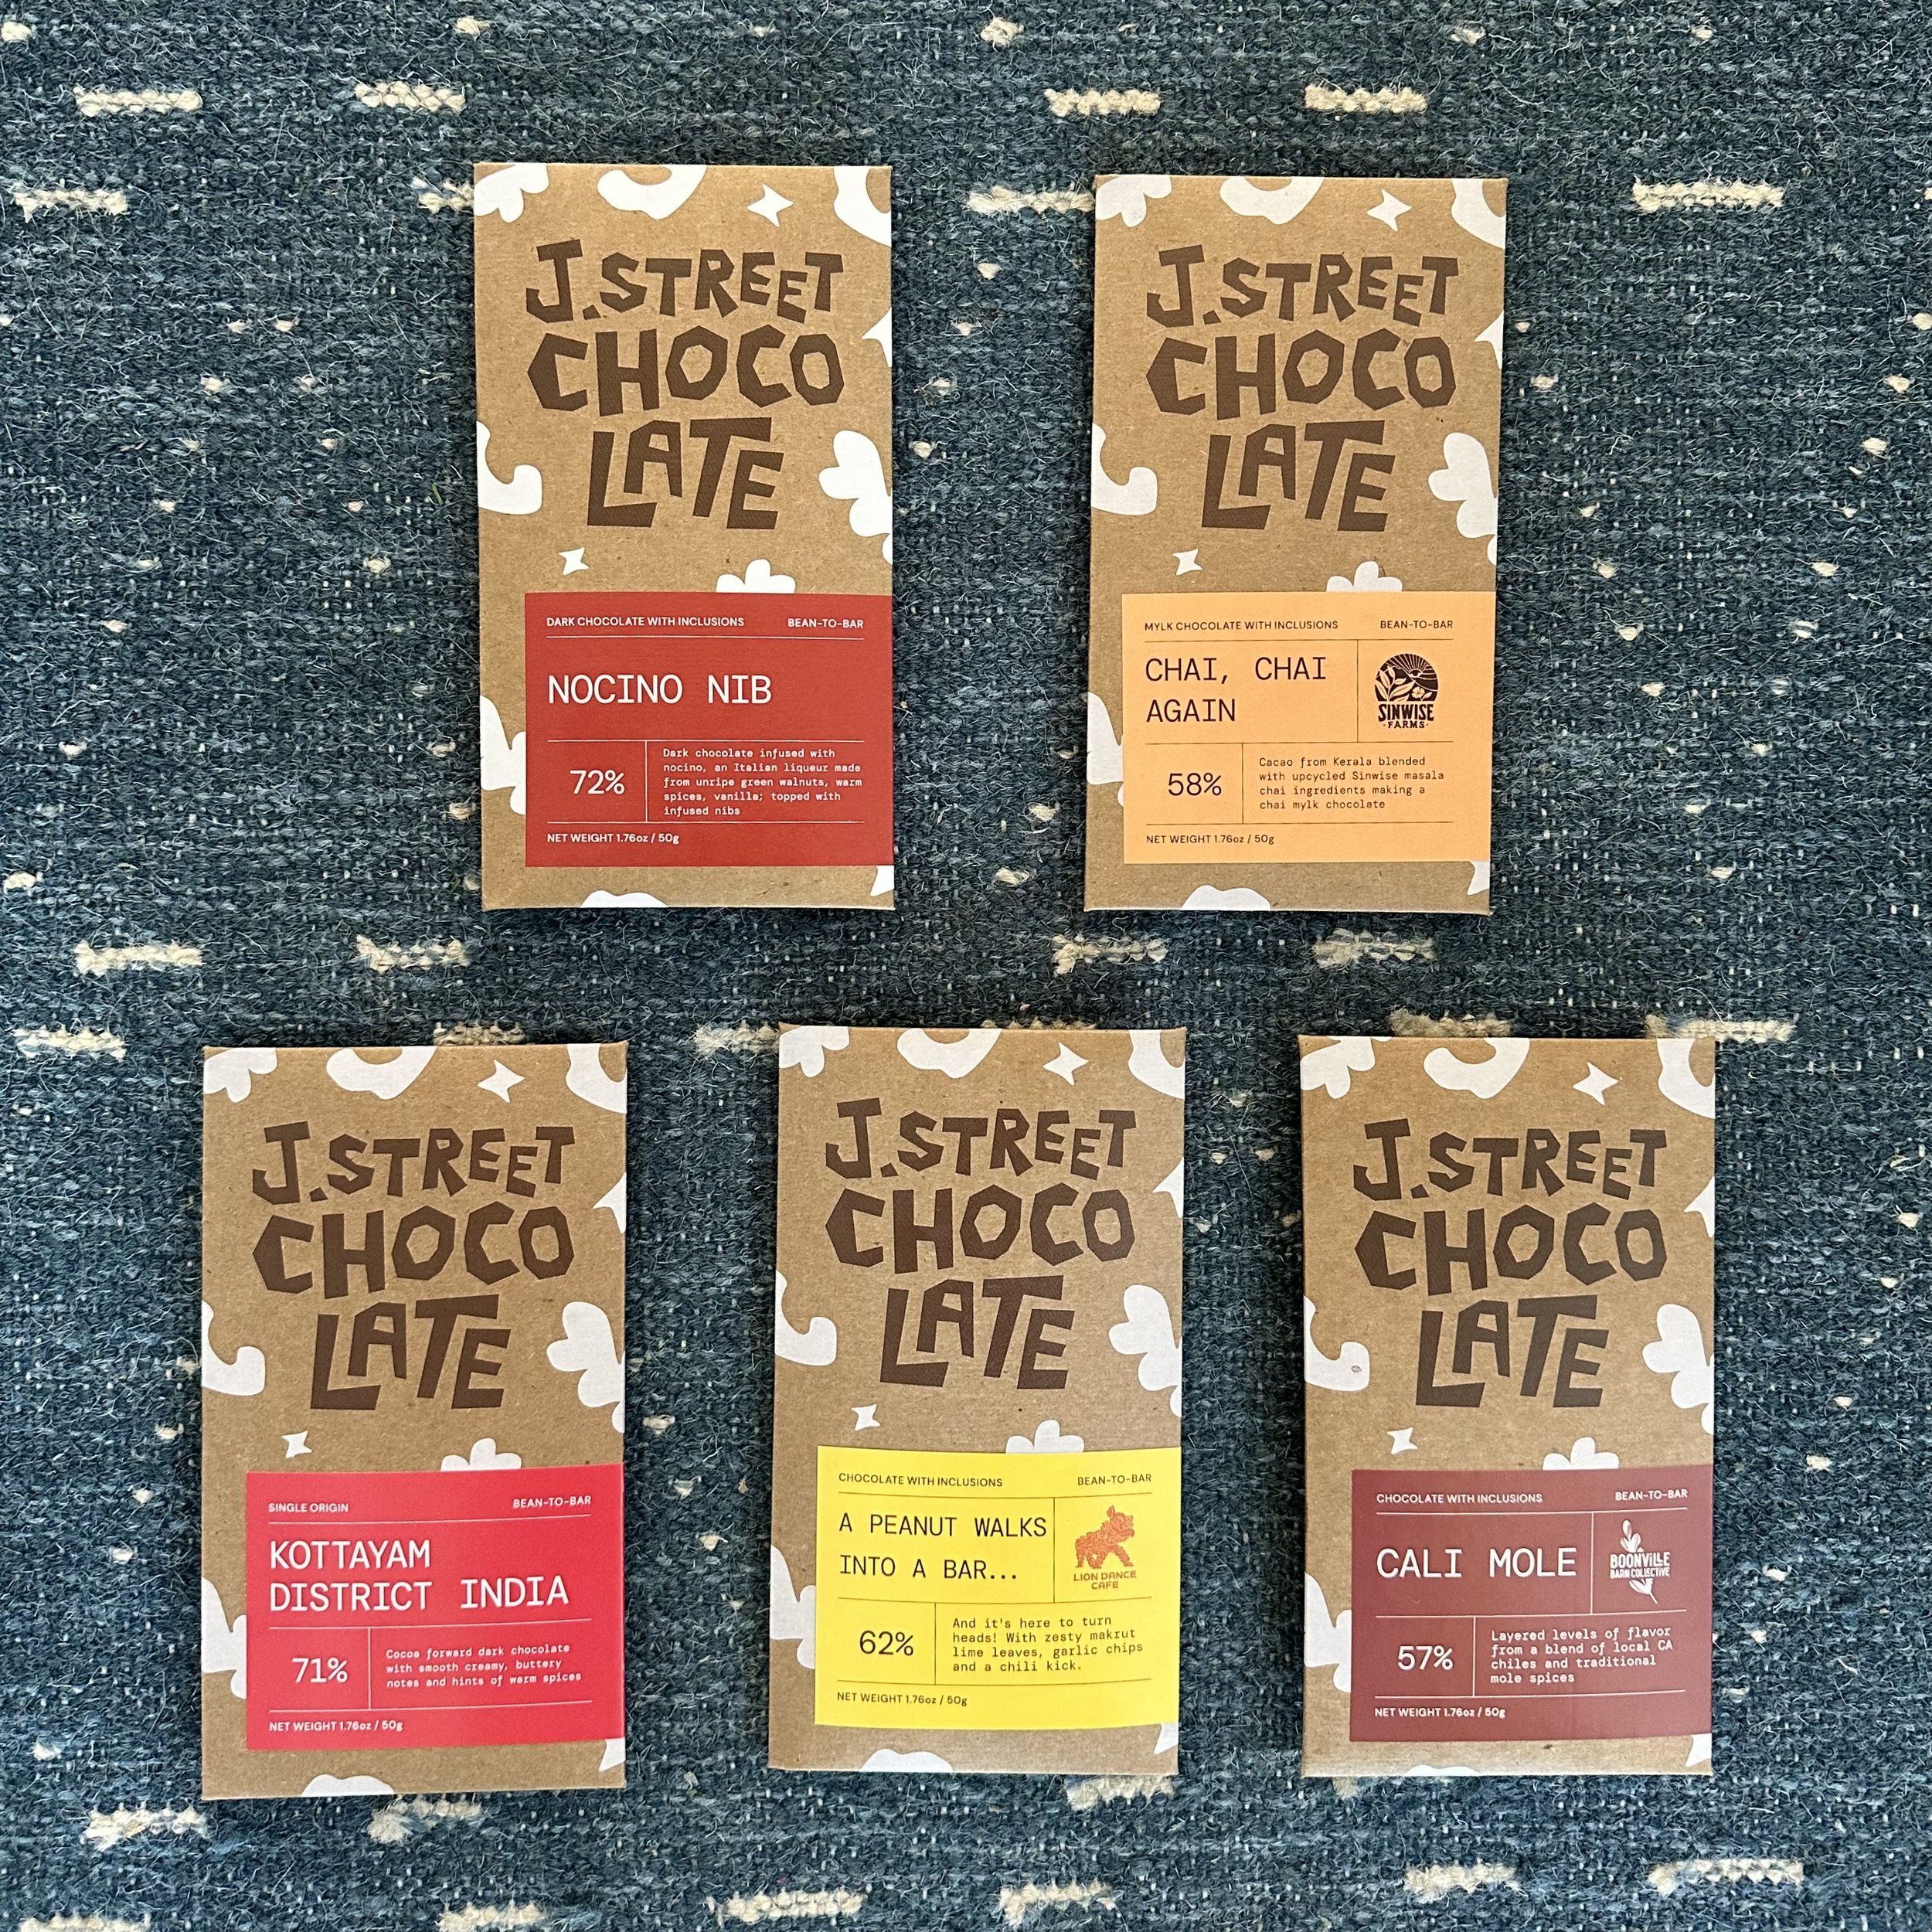 J.STREET
CHOCO
LATE
DARK CHOCOLATE WITH INCLUSIONS BEAN-TO-BAR
NOCINO NIB
72%
Dark chocolate infused with
nocino, an Italian liqueur made
from unripe green walnuts, warm
spices, vanilla; topped with
infused nibs
NET WEIGHT 1.76oz / 50g
J.STREET
CHOCO
LATE
MYLK CHOCOLATE WITH INCLUSIONS BEAN-TO-BAR
CHAI, CHAI
AGAIN
SINWISE
FARMS
58%
Cacao from Kerala blended
with upcycled Sinwise masala
chai ingredients making a
chai mylk chocolate
NET WEIGHT 1.76oz / 50g
J.STREET
CHOCO
LATE
SINGLE ORIGIN BEAN-TO-BAR
KOTTAYAM
DISTRICT INDIA
71%
Cocoa forward dark chocolate
with smooth creamy, buttery
notes and hints of warm spices
NET WEIGHT 1.76oz / 50g
J.STREET
CHOCO
LATE
CHOCOLATE WITH INCLUSIONS BEAN-TO-BAR
A PEANUT WALKS
INTO A BAR...
LION DANCE
CAFE
62%
And it's here to turn
heads! With zesty makrut
lime leaves, garlic chips
and a chili kick.
NET WEIGHT 1.76oz / 50g
J.STREET
CHOCO
LATE
CHOCOLATE WITH INCLUSIONS BEAN-TO-BAR
CALI MOLE
BOONVILLE
BARN COLLECTIVE
57%
Layered levels of flavor
from a blend of local CA
chiles and traditional
mole spices
NET WEIGHT 1.76oz / 50g